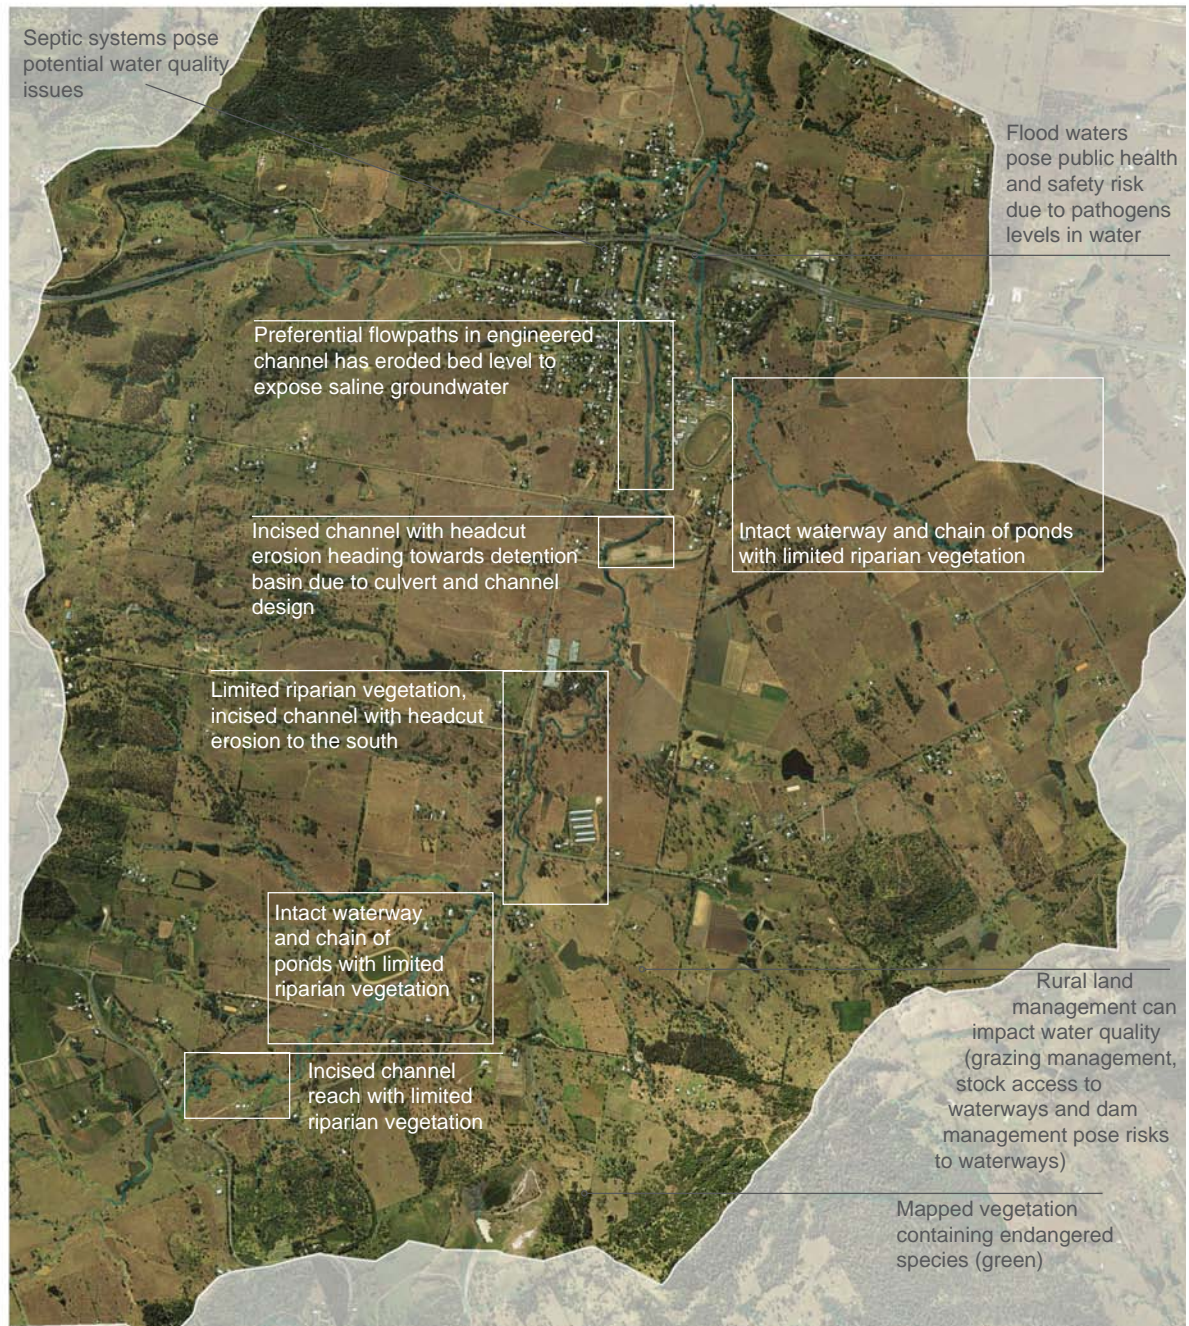 Septic systems pose
potential water quality
issues
Flood waters
pose public health
and safety risk
due to pathogens
levels in water
Preferential flowpaths in engineered
channel has eroded bed level to
expose saline groundwater
Incised channel with headcut
erosion heading towards detention
basin due to culvert and channel
design
Intact waterway and chain of ponds
with limited riparian vegetation
Limited riparian vegetation,
incised channel with headcut
erosion to the south
Intact waterway
and chain of
ponds with limited
riparian vegetation
Rural land
management can
impact water quality
(grazing management,
stock access to
waterways and dam
management pose risks
to waterways)
Incised channel
reach with limited
riparian vegetation
Mapped vegetation
containing endangered
species (green)